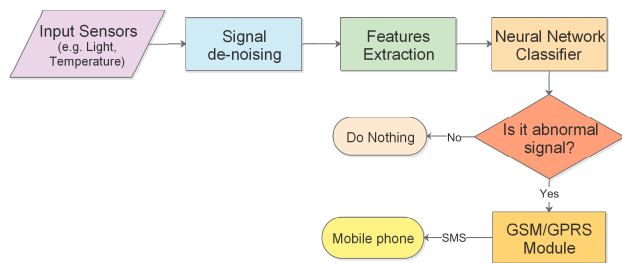 Input Sensors
(e.g. Light,
Temperature)
Signal
de-noising
Features
Extraction
Neural Network
Classifier
Is it abnormal
signal?
No
Do Nothing
Yes
GSM/GPRS
Module
SMS
Mobile phone